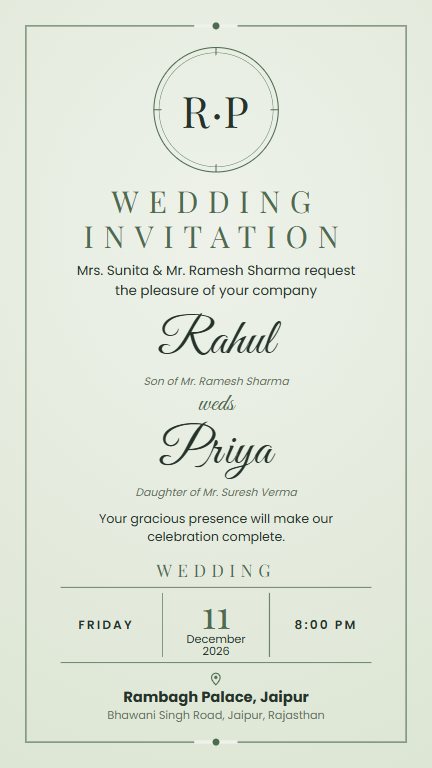 R·P
WEDDING
INVITATION
Mrs. Sunita & Mr. Ramesh Sharma request
the pleasure of your company
Rahul
Son of Mr. Ramesh Sharma
weds
Priya
Daughter of Mr. Suresh Verma
Your gracious presence will make our
celebration complete.
WEDDING
FRIDAY
11
December
2026
8:00 PM
Rambagh Palace, Jaipur
Bhawani Singh Road, Jaipur, Rajasthan